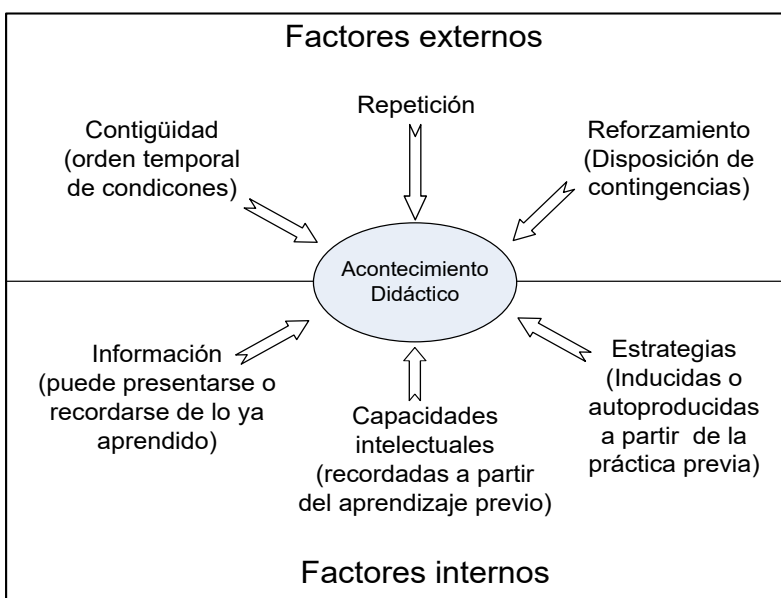 Factores externos
Contigüidad
(orden temporal
de condicones)
Repetición
Reforzamiento
(Disposición de
contingencias)
Acontecimiento
Didáctico
Información
(puede presentarse o
recordarse de lo ya
aprendido)
Capacidades
intelectuales
(recordadas a partir
del aprendizaje previo)
Estrategias
(Inducidas o
autoproducidas
a partir de la
práctica previa)
Factores internos